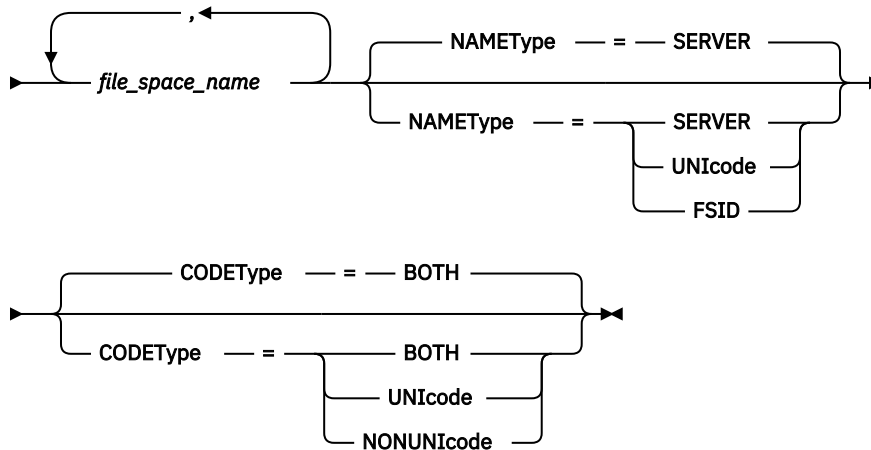 ,
NAMEType = SERVER
file_space_name
NAMEType = SERVER
UNIcode
FSID
CODEType = BOTH
CODEType = BOTH
UNIcode
NONUNIcode